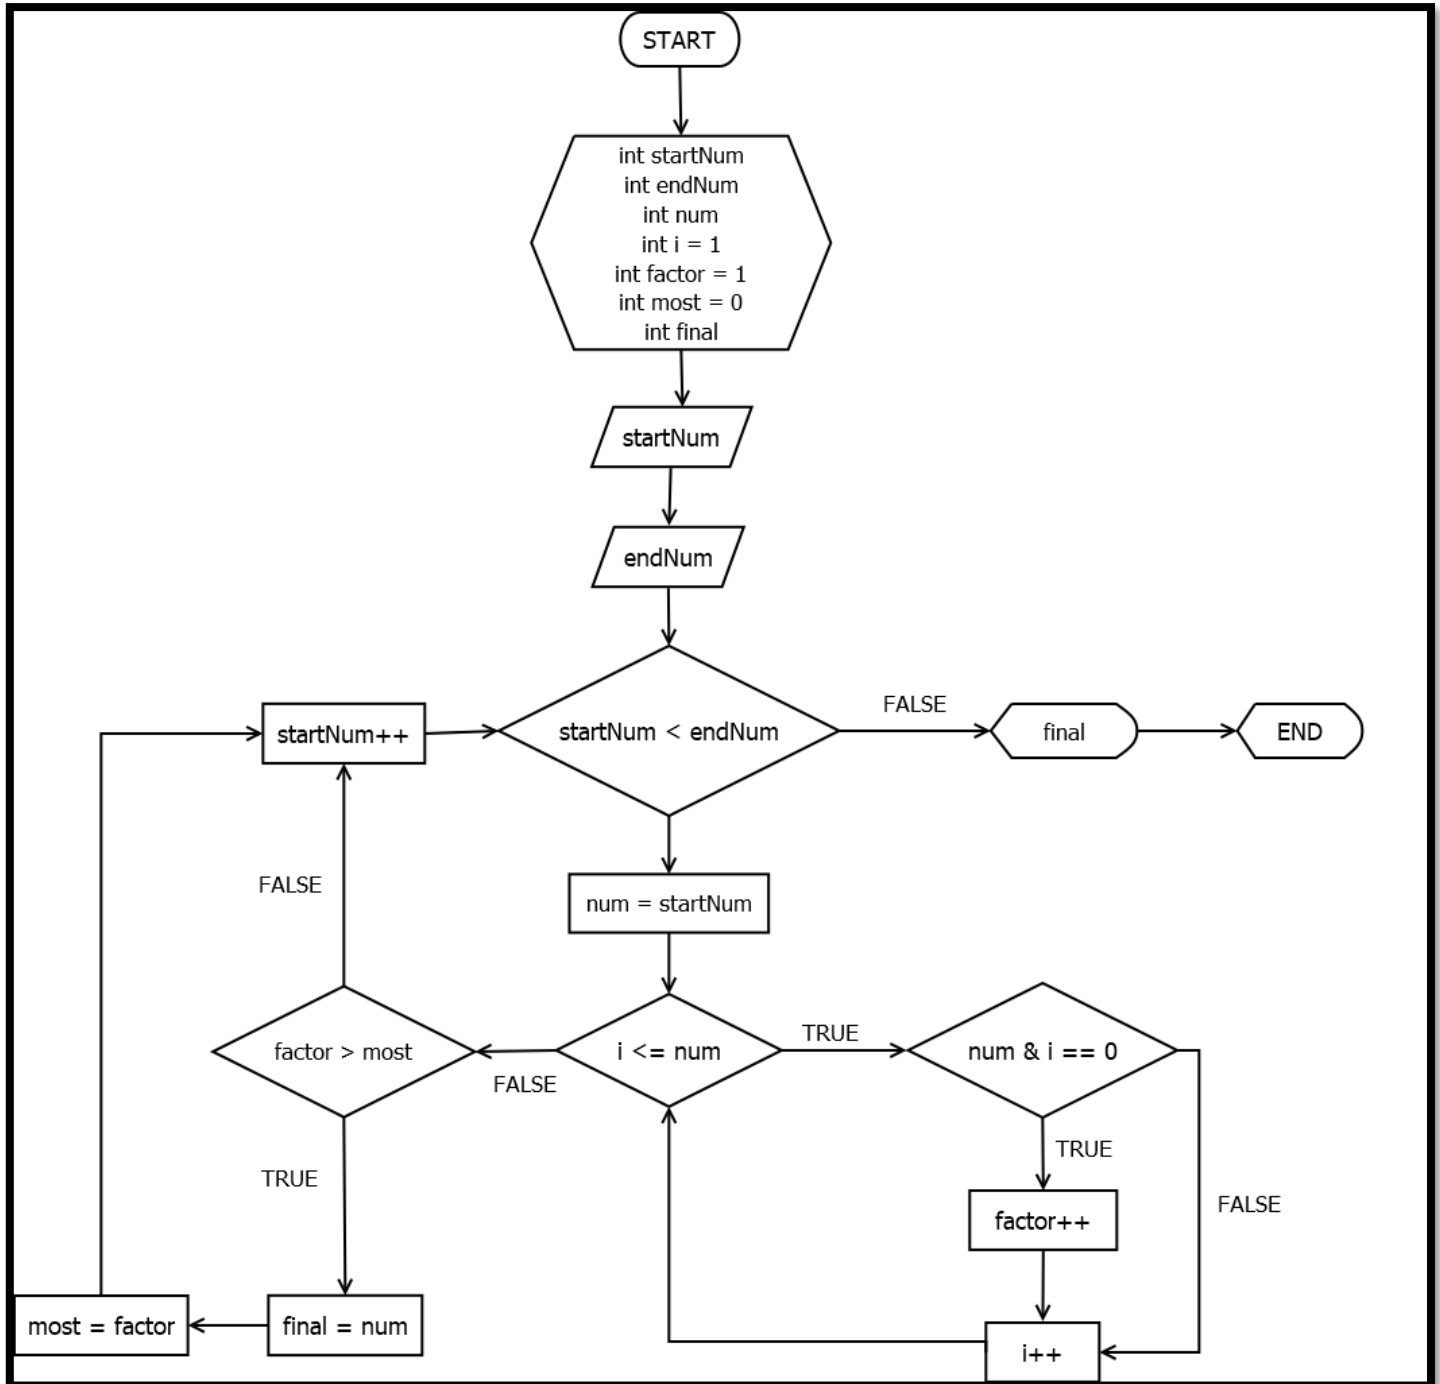 START
int startNum
int endNum
int num
int i = 1
int factor = 1
int most = 0
int final
startNum
endNum
startNum++
startNum < endNum
FALSE
final
END
FALSE
num = startNum
factor > most
FALSE
i <= num
TRUE
num & i == 0
TRUE
TRUE
factor++
FALSE
most = factor
final = num
i++